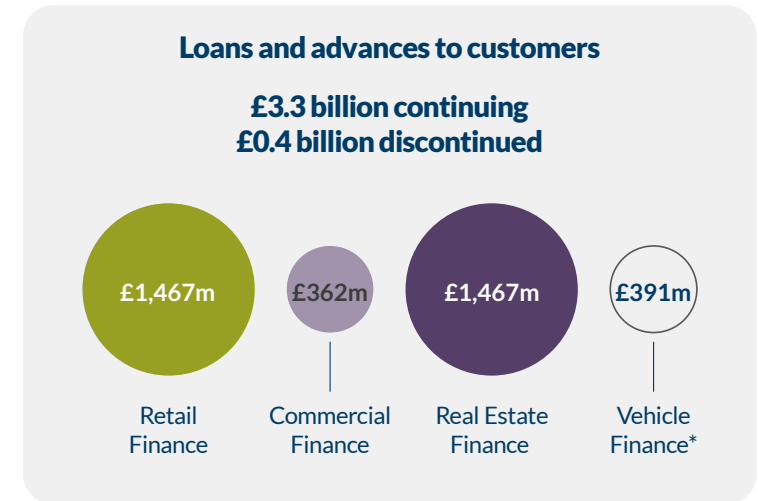 Loans and advances to customers
£3.3 billion continuing
£0.4 billion discontinued
£1,467m
£362m
£1,467m
£391m
Retail
Finance
Commercial
Finance
Real Estate
Finance
Vehicle
Finance*